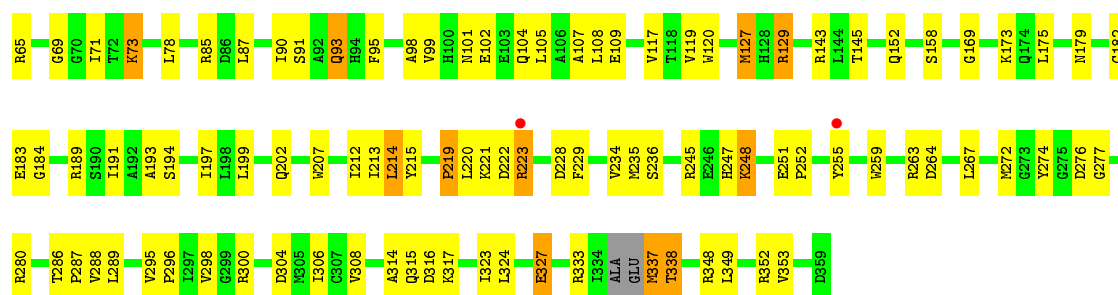 R65 G69 G70 I71 T72 K73 L78 R85 D86 L87 I90 S91 A92 Q93 H94 F95 A98 V99 H100 N101 E102 E103 Q104 L105 A106 A107 L108 E109 V117 T118 V119 W120 M127 H128 R129 R143 L144 T145 Q152 S158 G169 K173 Q174 L175 N179
E183 G184 R189 S190 I191 A192 A193 S194 I197 L198 L199 Q202 W207 I212 I213 L214 Y215 P219 L220 K221 D222 R223 D228 F229 V234 M235 S236 R245 E246 H247 K248 E251 P252 Y255 W259 R263 D264 L267 M272 G273 Y274 G275 D276 G277
R280 T286 P287 V288 L289 V295 P296 I297 V298 G299 R300 D304 M305 I306 C307 V308 A314 Q315 D316 K317 I323 L324 E327 R333 I334 ALA GLU M337 T338 R348 L349 R352 V353 D359